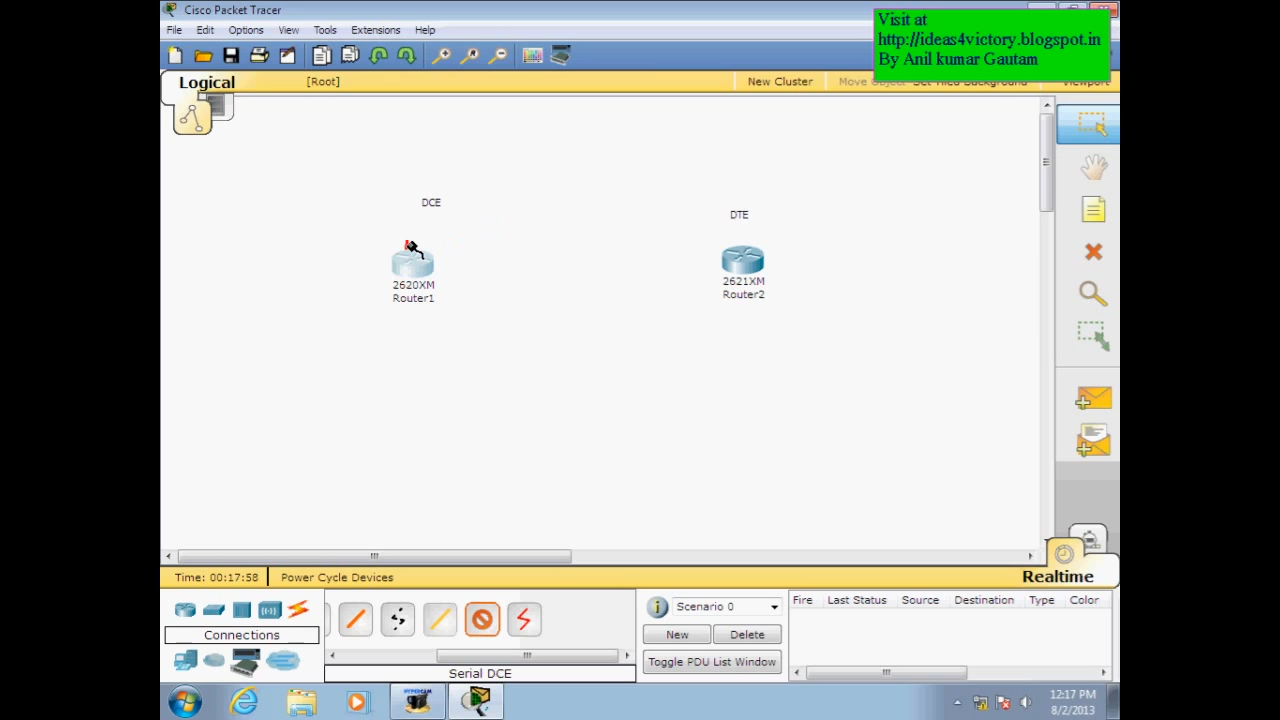 Cisco Packet Tracer
Visit at
http://ideas4victory.blogspot.in
By Anil kumar Gautam
File Edit Options View Tools Extensions Help
Logical [Root] New Cluster Move Object Set Tiled Background Viewport
DCE
DTE
2620XM
Router1
2621XM
Router2
Time: 00:17:58 Power Cycle Devices
Realtime
Connections
Serial DCE
Scenario 0
New Delete
Toggle PDU List Window
Fire Last Status Source Destination Type Color
HYPERCAM
12:17 PM
8/2/2013